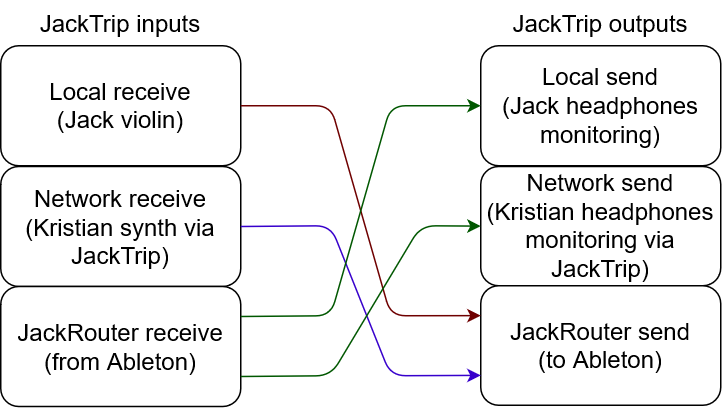 JackTrip inputs
JackTrip outputs
Local receive
(Jack violin)
Local send
(Jack headphones
monitoring)
Network receive
(Kristian synth via
JackTrip)
Network send
(Kristian headphones
monitoring via
JackTrip)
JackRouter receive
(from Ableton)
JackRouter send
(to Ableton)